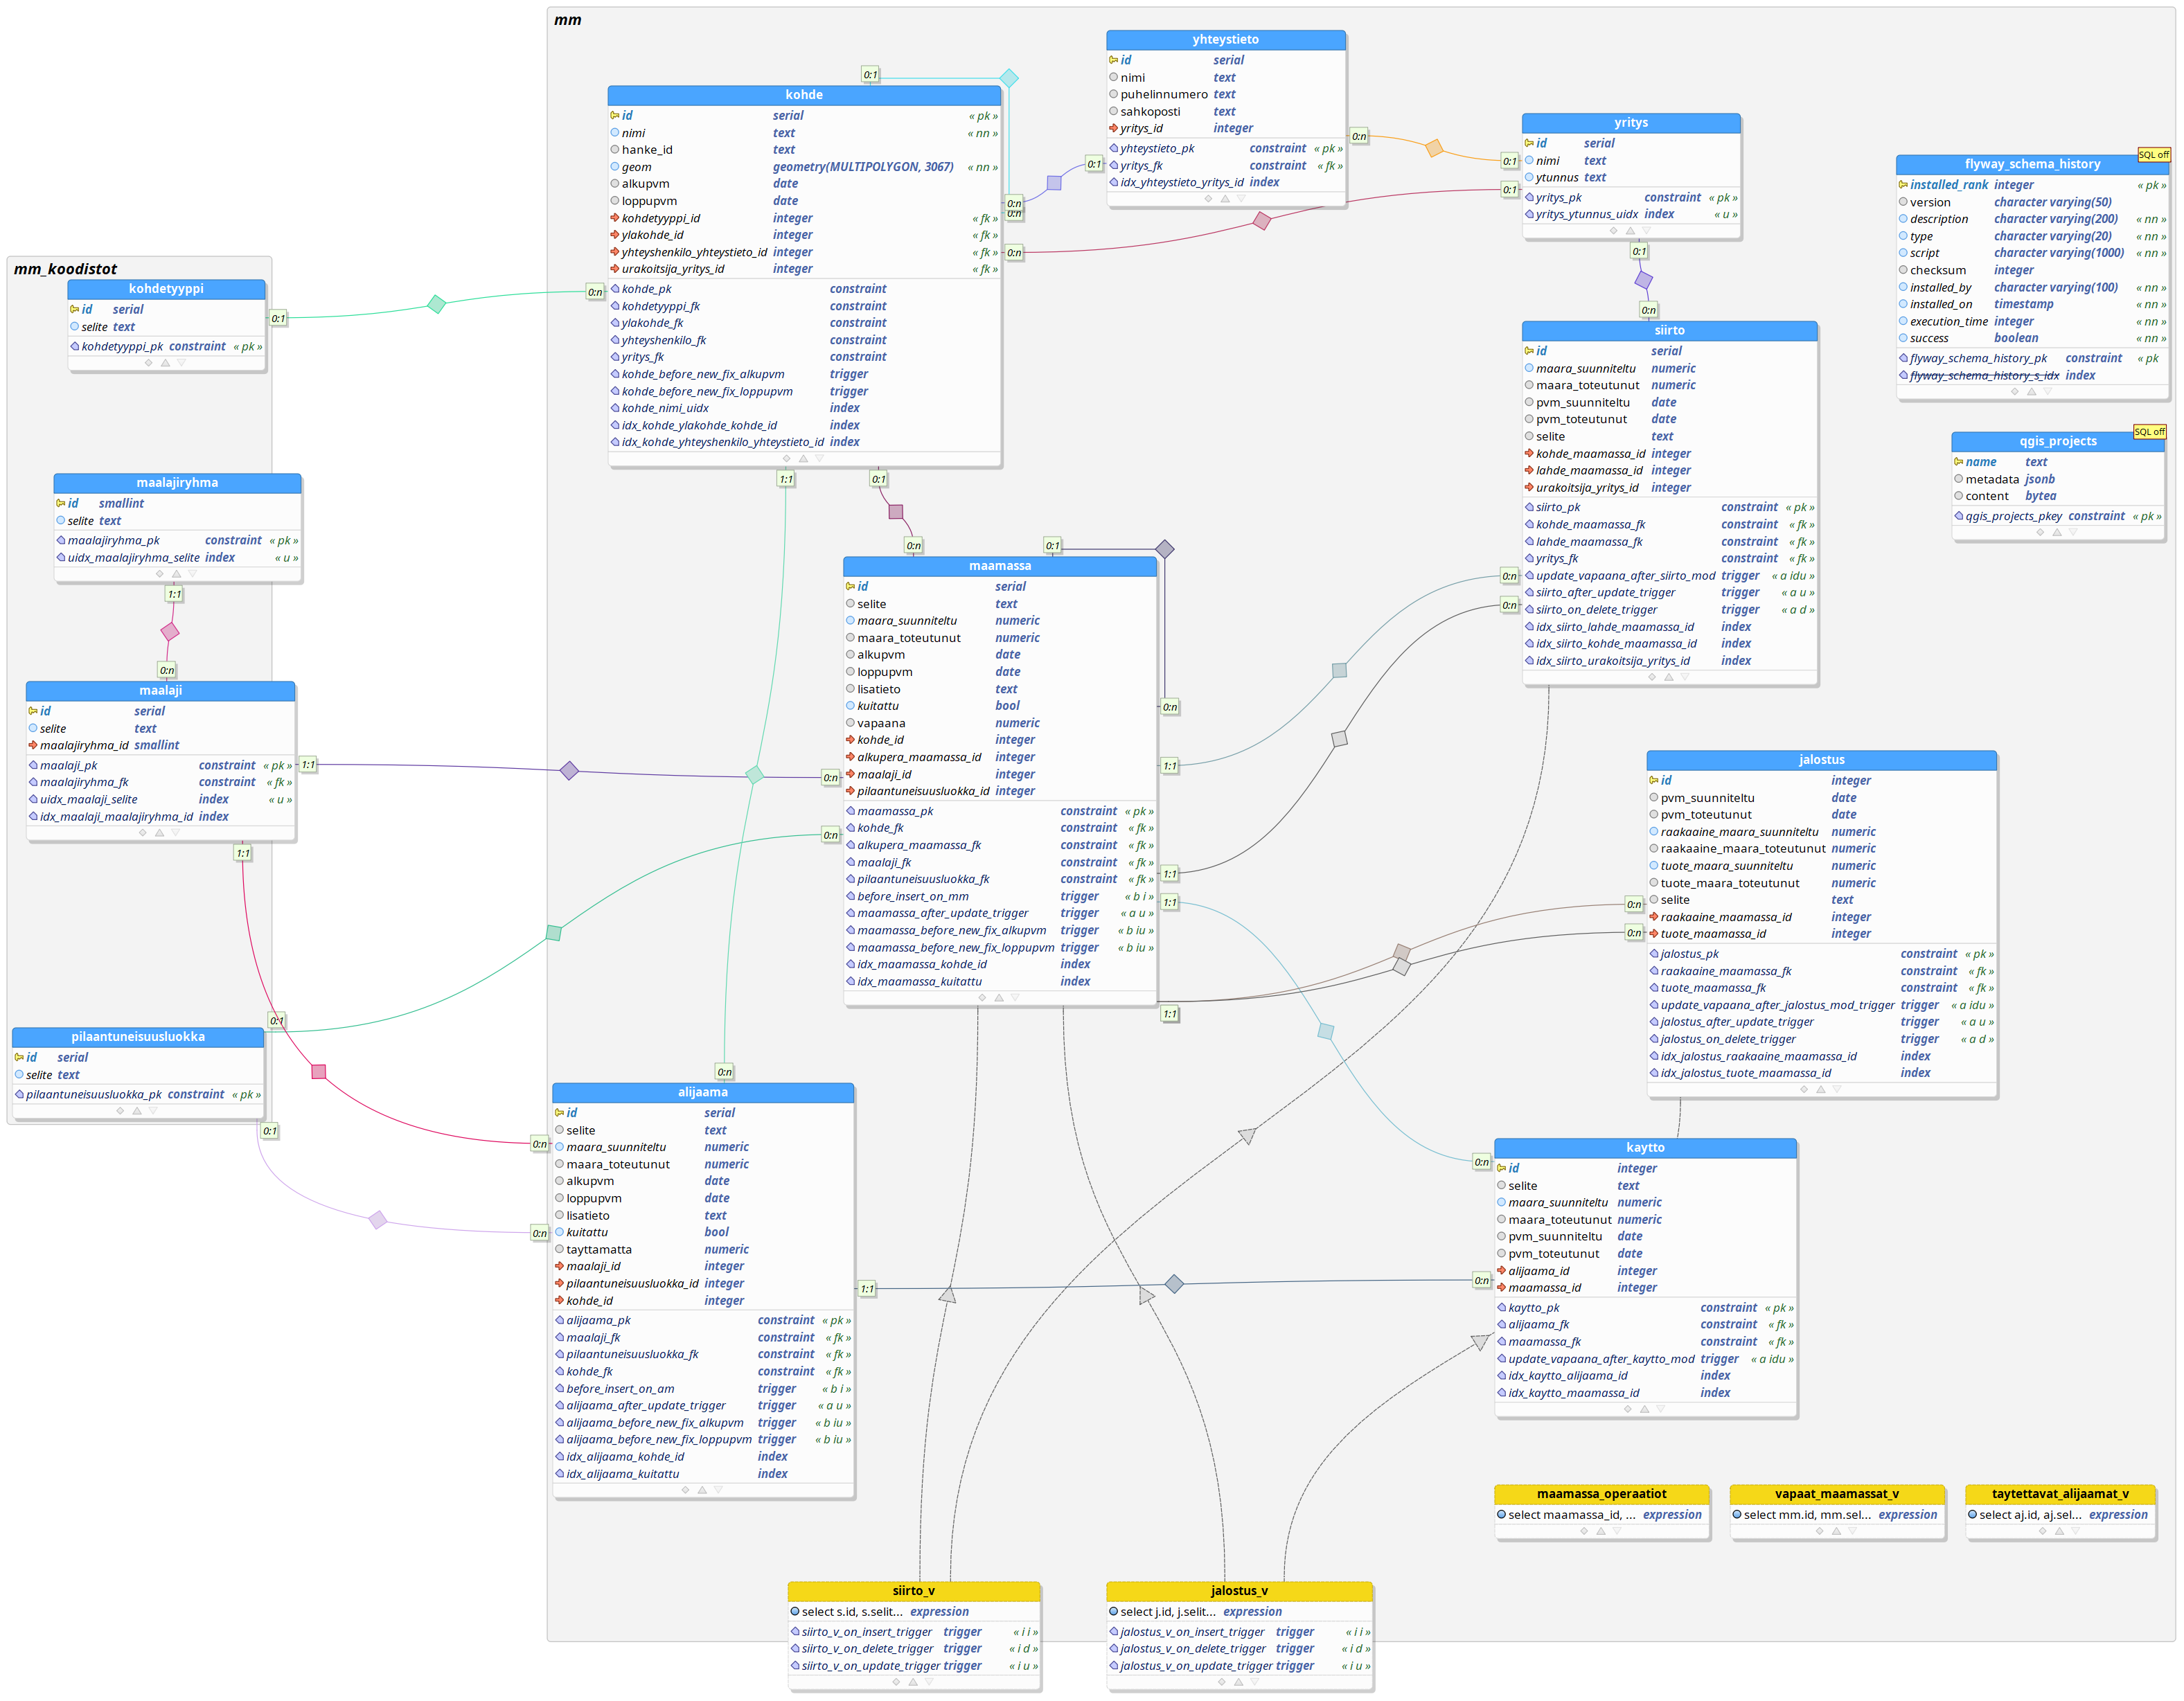 mm
kohde
id serial « pk »
nimi text « nn »
hanke_id text
geom geometry(MULTIPOLYGON, 3067) « nn »
alkupvm date
loppupvm date
kohdetyyppi_id integer « fk »
ylakohde_id integer « fk »
yhteyshenkilo_yhteystieto_id integer « fk »
urakoitsija_yritys_id integer « fk »
kohde_pk constraint
kohdetyyppi_fk constraint
ylakohde_fk constraint
yhteyshenkilo_fk constraint
yritys_fk constraint
kohde_before_new_fix_alkupvm trigger
kohde_before_new_fix_loppupvm trigger
kohde_nimi_uidx index
idx_kohde_ylakohde_kohde_id index
idx_kohde_yhteyshenkilo_yhteystieto_id index
0:1
0:n
0:n
0:n
0:n
1:1
0:1
yhteystieto
id serial
nimi text
puhelinnumero text
sahkoposti text
yritys_id integer
yhteystieto_pk constraint « pk »
yritys_fk constraint « fk »
idx_yhteystieto_yritys_id index
0:1
0:n
yritys
id serial
nimi text
ytunnus text
yritys_pk constraint « pk »
yritys_ytunnus_uidx index « u »
0:1
0:1
0:1
SQL off
flyway_schema_history
installed_rank integer « pk »
version character varying(50)
description character varying(200) « nn »
type character varying(20) « nn »
script character varying(1000) « nn »
checksum integer
installed_by character varying(100) « nn »
installed_on timestamp « nn »
execution_time integer « nn »
success boolean « nn »
flyway_schema_history_pk constraint « pk
flyway_schema_history_s_idx index
SQL off
qgis_projects
name text
metadata jsonb
content bytea
qgis_projects_pkey constraint « pk »
mm_koodistot
kohdetyyppi
id serial
selite text
kohdetyyppi_pk constraint « pk »
0:1
maalajiryhma
id smallint
selite text
maalajiryhma_pk constraint « pk »
uidx_maalajiryhma_selite index « u »
1:1
0:n
maalaji
id serial
selite text
maalajiryhma_id smallint
maalaji_pk constraint « pk »
maalajiryhma_fk constraint « fk »
uidx_maalaji_selite index « u »
idx_maalaji_maalajiryhma_id index
1:1
1:1
0:1
pilaantuneisuusluokka
id serial
selite text
pilaantuneisuusluokka_pk constraint « pk »
0:1
0:n
siirto
id serial
maara_suunniteltu numeric
maara_toteutunut numeric
pvm_suunniteltu date
pvm_toteutunut date
selite text
kohde_maamassa_id integer
lahde_maamassa_id integer
urakoitsija_yritys_id integer
siirto_pk constraint « pk »
kohde_maamassa_fk constraint « fk »
lahde_maamassa_fk constraint « fk »
yritys_fk constraint « fk »
update_vapaana_after_siirto_mod trigger « a idu »
siirto_after_update_trigger trigger « a u »
siirto_on_delete_trigger trigger « a d »
idx_siirto_lahde_maamassa_id index
idx_siirto_kohde_maamassa_id index
idx_siirto_urakoitsija_yritys_id index
0:n
0:n
0:n
0:1
maamassa
id serial
selite text
maara_suunniteltu numeric
maara_toteutunut numeric
alkupvm date
loppupvm date
lisatieto text
kuitattu bool
vapaana numeric
kohde_id integer
alkupera_maamassa_id integer
maalaji_id integer
pilaantuneisuusluokka_id integer
maamassa_pk constraint « pk »
kohde_fk constraint « fk »
alkupera_maamassa_fk constraint « fk »
maalaji_fk constraint « fk »
pilaantuneisuusluokka_fk constraint « fk »
before_insert_on_mm trigger « b i »
maamassa_after_update_trigger trigger « a u »
maamassa_before_new_fix_alkupvm trigger « b iu »
maamassa_before_new_fix_loppupvm trigger « b iu »
idx_maamassa_kohde_id index
idx_maamassa_kuitattu index
0:n
0:n
0:n
1:1
1:1
1:1
1:1
jalostus
id integer
pvm_suunniteltu date
pvm_toteutunut date
raakaaine_maara_suunniteltu numeric
raakaaine_maara_toteutunut numeric
tuote_maara_suunniteltu numeric
tuote_maara_toteutunut numeric
selite text
raakaaine_maamassa_id integer
tuote_maamassa_id integer
jalostus_pk constraint « pk »
raakaaine_maamassa_fk constraint « fk »
tuote_maamassa_fk constraint « fk »
update_vapaana_after_jalostus_mod_trigger trigger « a idu »
jalostus_after_update_trigger trigger « a u »
jalostus_on_delete_trigger trigger « a d »
idx_jalostus_raakaaine_maamassa_id index
idx_jalostus_tuote_maamassa_id index
0:n
0:n
0:n
alijaama
id serial
selite text
maara_suunniteltu numeric
maara_toteutunut numeric
alkupvm date
loppupvm date
lisatieto text
kuitattu bool
tayttamatta numeric
maalaji_id integer
pilaantuneisuusluokka_id integer
kohde_id integer
alijaama_pk constraint « pk »
maalaji_fk constraint « fk »
pilaantuneisuusluokka_fk constraint « fk »
kohde_fk constraint « fk »
before_insert_on_am trigger « b i »
alijaama_after_update_trigger trigger « a u »
alijaama_before_new_fix_alkupvm trigger « b iu »
alijaama_before_new_fix_loppupvm trigger « b iu »
idx_alijaama_kohde_id index
idx_alijaama_kuitattu index
0:n
0:n
1:1
kaytto
id integer
selite text
maara_suunniteltu numeric
maara_toteutunut numeric
pvm_suunniteltu date
pvm_toteutunut date
alijaama_id integer
maamassa_id integer
kaytto_pk constraint « pk »
alijaama_fk constraint « fk »
maamassa_fk constraint « fk »
update_vapaana_after_kaytto_mod trigger « a idu »
idx_kaytto_alijaama_id index
idx_kaytto_maamassa_id index
0:n
0:n
maamassa_operaatiot
select maamassa_id, ... expression
vapaat_maamassat_v
select mm.id, mm.sel... expression
taytettavat_alijaamat_v
select aj.id, aj.sel... expression
siirto_v
select s.id, s.selit... expression
siirto_v_on_insert_trigger trigger « i i »
siirto_v_on_delete_trigger trigger « i d »
siirto_v_on_update_trigger trigger « i u »
jalostus_v
select j.id, j.selit... expression
jalostus_v_on_insert_trigger trigger « i i »
jalostus_v_on_delete_trigger trigger « i d »
jalostus_v_on_update_trigger trigger « i u »